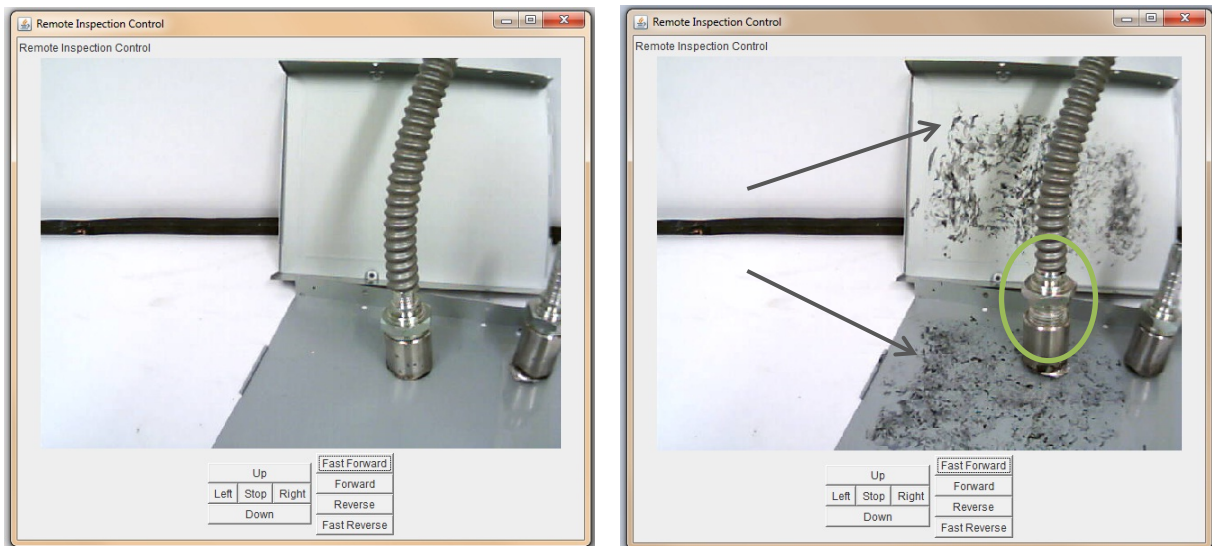 Remote Inspection Control
Remote Inspection Control
Up
Left Stop Right
Down
Fast Forward
Forward
Reverse
Fast Reverse
Remote Inspection Control
Remote Inspection Control
Up
Left Stop Right
Down
Fast Forward
Forward
Reverse
Fast Reverse